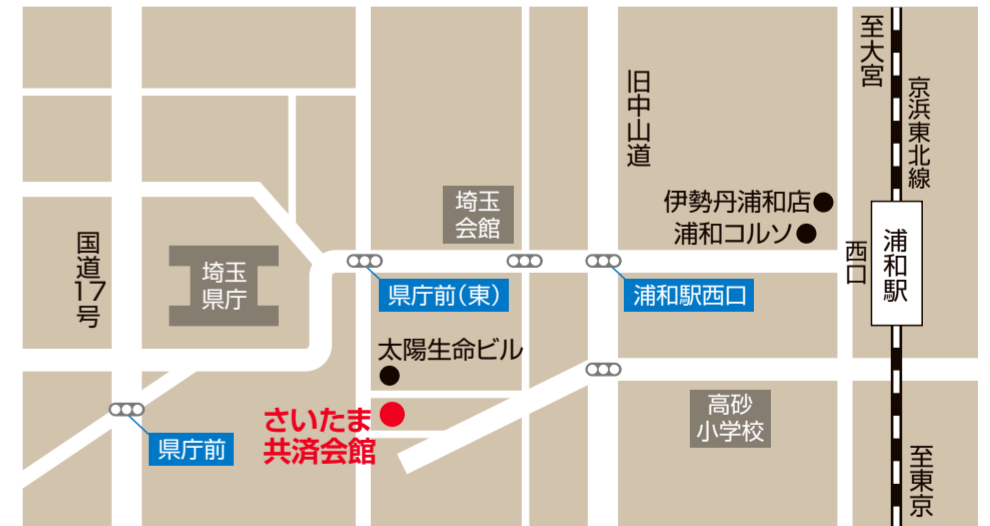 至大宮
京浜東北線
旧中山道
伊勢丹浦和店
浦和コルソ
埼玉
会館
国道17号
埼玉
県庁
西口
浦和駅
県庁前(東)
浦和駅西口
太陽生命ビル
さいたま
共済会館
県庁前
高砂
小学校
至東京